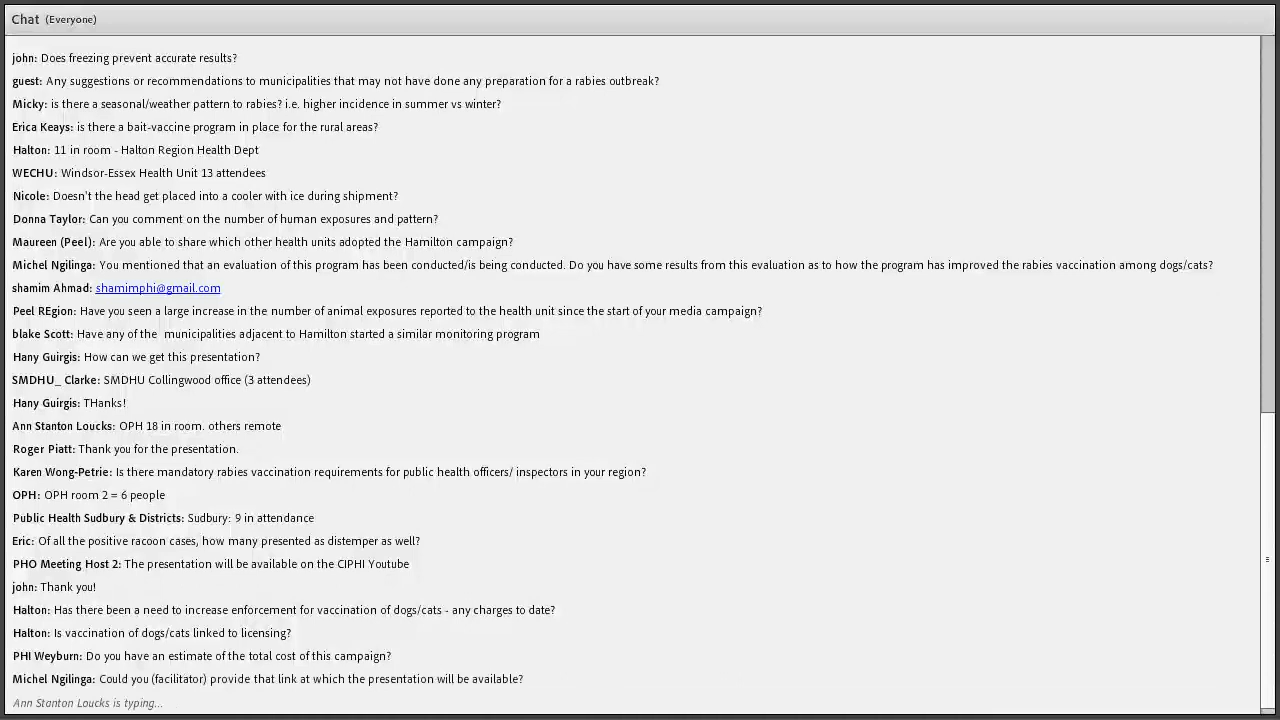 Chat (Everyone)
john: Does freezing prevent accurate results?
guest: Any suggestions or recommendations to municipalities that may not have done any preparation for a rabies outbreak?
Micky: is there a seasonal/weather pattern to rabies? i.e. higher incidence in summer vs winter?
Erica Keays: is there a bait-vaccine program in place for the rural areas?
Halton: 11 in room - Halton Region Health Dept
WECHU: Windsor-Essex Health Unit 13 attendees
Nicole: Doesn't the head get placed into a cooler with ice during shipment?
Donna Taylor: Can you comment on the number of human exposures and pattern?
Maureen (Peel): Are you able to share which other health units adopted the Hamilton campaign?
Michel Ngilinga: You mentioned that an evaluation of this program has been conducted/is being conducted. Do you have some results from this evaluation as to how the program has improved the rabies vaccination among dogs/cats?
shamim Ahmad: shamimphi@gmail.com
Peel REgion: Have you seen a large increase in the number of animal exposures reported to the health unit since the start of your media campaign?
blake Scott: Have any of the  municipalities adjacent to Hamilton started a similar monitoring program
Hany Guirgis: How can we get this presentation?
SMDHU_ Clarke: SMDHU Collingwood office (3 attendees)
Hany Guirgis: THanks!
Ann Stanton Loucks: OPH 18 in room. others remote
Roger Piatt: Thank you for the presentation.
Karen Wong-Petrie: Is there mandatory rabies vaccination requirements for public health officers/ inspectors in your region?
OPH: OPH room 2 = 6 people
Public Health Sudbury & Districts: Sudbury: 9 in attendance
Eric: Of all the positive racoon cases, how many presented as distemper as well?
PHO Meeting Host 2: The presentation will be available on the CIPHI Youtube
john: Thank you!
Halton: Has there been a need to increase enforcement for vaccination of dogs/cats - any charges to date?
Halton: Is vaccination of dogs/cats linked to licensing?
PHI Weyburn: Do you have an estimate of the total cost of this campaign?
Michel Ngilinga: Could you (facilitator) provide that link at which the presentation will be available?
Ann Stanton Loucks is typing...